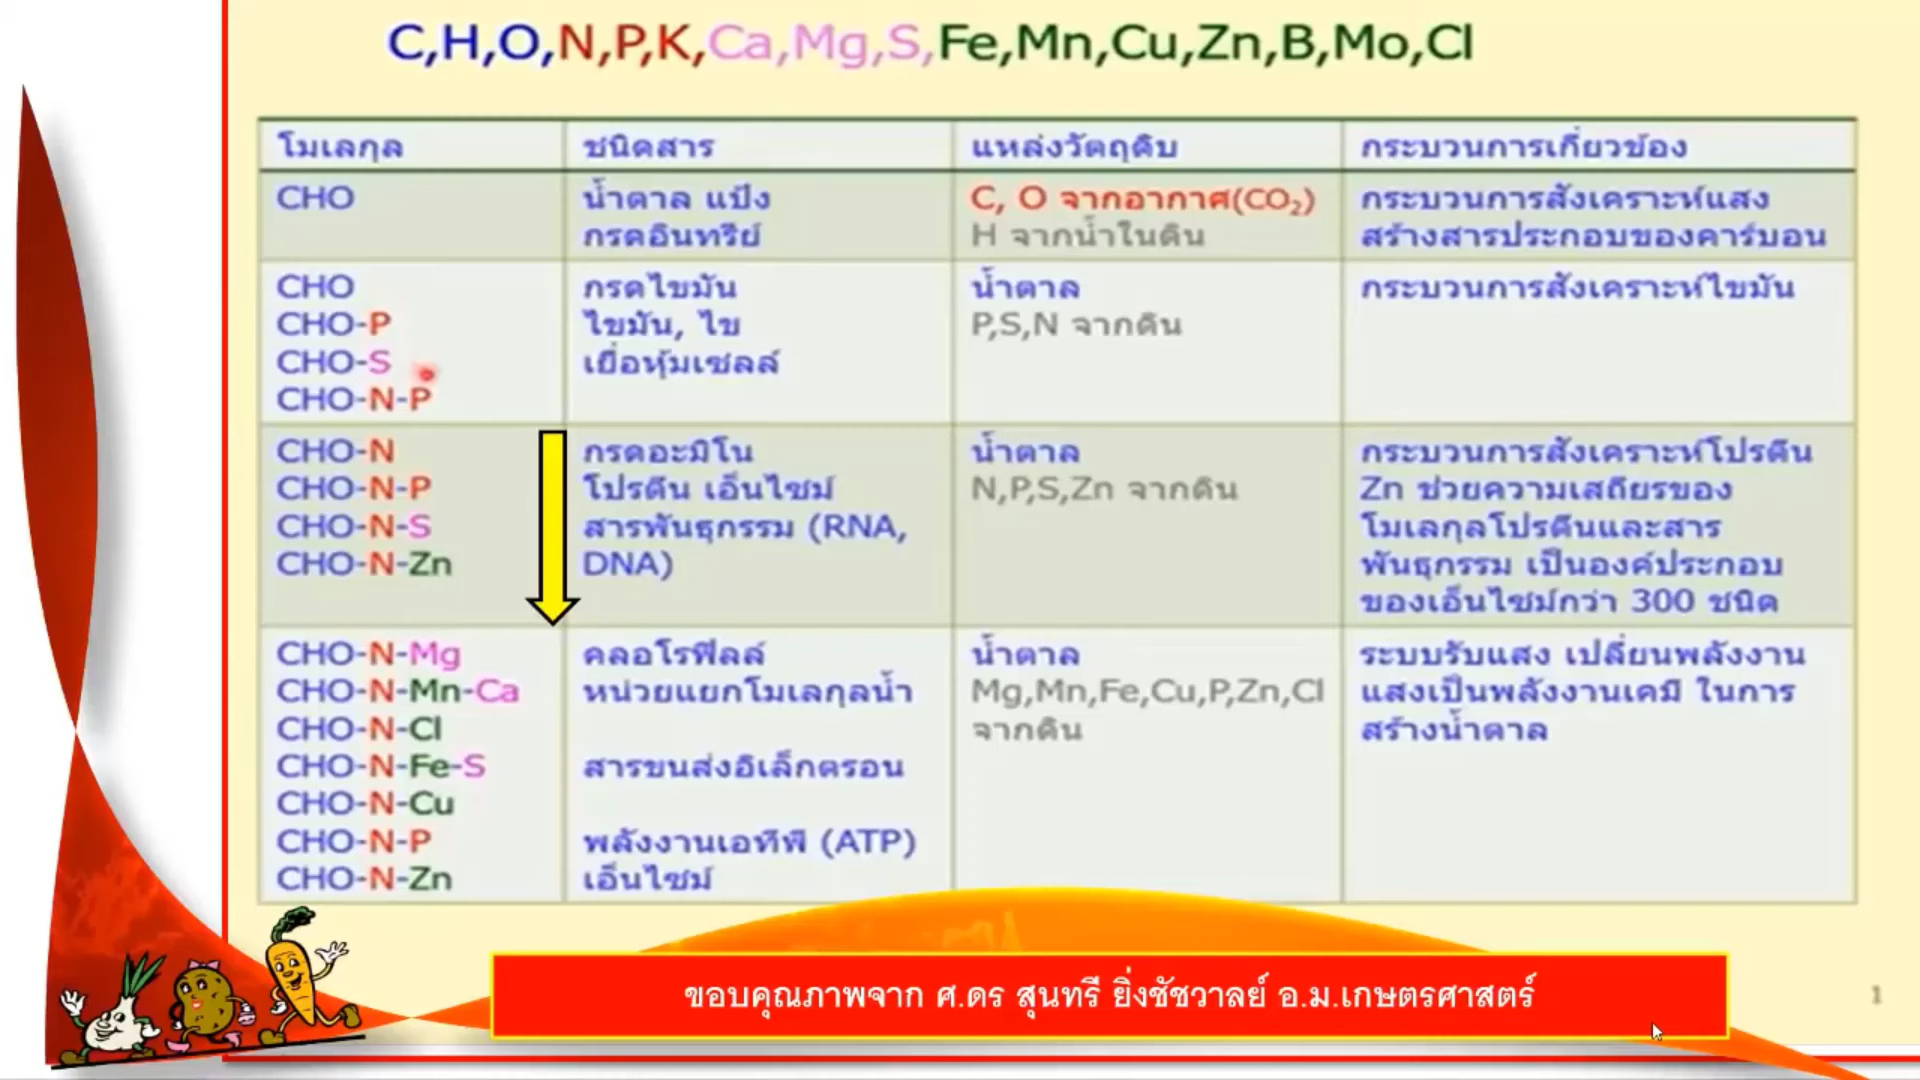 C,H,O,N,P,K,Ca,Mg,S,Fe,Mn,Cu,Zn,B,Mo,Cl
โมเลกุล ชนิดสาร แหล่งวัตถุดิบ กระบวนการเกี่ยวข้อง
CHO น้ำตาล แป้ง C, O จากอากาศ(CO₂) กระบวนการสังเคราะห์แสง
กรดอินทรีย์ H จากน้ำในดิน สร้างสารประกอบของคาร์บอน
CHO กรดไขมัน น้ำตาล กระบวนการสังเคราะห์ไขมัน
CHO-P ไขมัน, ไข P,S,N จากดิน
CHO-S เยื่อหุ้มเซลล์
CHO-N-P
CHO-N กรดอะมิโน น้ำตาล กระบวนการสังเคราะห์โปรตีน
CHO-N-P โปรตีน เอ็นไซม์ N,P,S,Zn จากดิน Zn ช่วยความเสถียรของ
CHO-N-S สารพันธุกรรม (RNA, โมเลกุลโปรตีนและสาร
CHO-N-Zn DNA) พันธุกรรม เป็นองค์ประกอบ
ของเอ็นไซม์กว่า 300 ชนิด
CHO-N-Mg คลอโรฟิลล์ น้ำตาล ระบบรับแสง เปลี่ยนพลังงาน
CHO-N-Mn-Ca หน่วยแยกโมเลกุลน้ำ Mg,Mn,Fe,Cu,P,Zn,Cl แสงเป็นพลังงานเคมี ในการ
CHO-N-Cl จากดิน สร้างน้ำตาล
CHO-N-Fe-S สารขนส่งอิเล็กตรอน
CHO-N-Cu
CHO-N-P พลังงานเอทีพี (ATP)
CHO-N-Zn เอ็นไซม์
ขอบคุณภาพจาก ศ.ดร สุนทรี ยิ่งชัชวาลย์ อ.ม.เกษตรศาสตร์
1